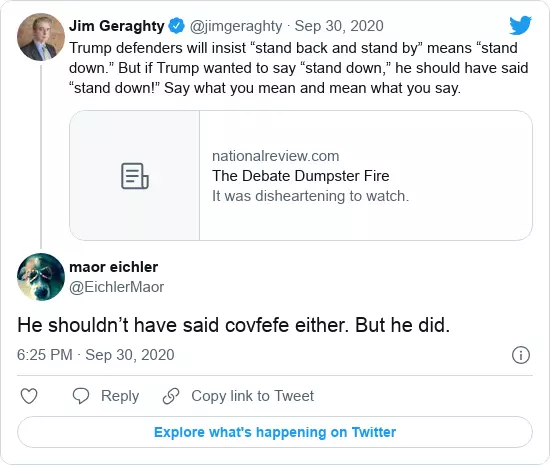 Jim Geraghty @jimgeraghty · Sep 30, 2020
Trump defenders will insist “stand back and stand by” means “stand
down.” But if Trump wanted to say “stand down,” he should have said
“stand down!” Say what you mean and mean what you say.
nationalreview.com
The Debate Dumpster Fire
It was disheartening to watch.
maor eichler
@EichlerMaor
He shouldn’t have said covfefe either. But he did.
6:25 PM · Sep 30, 2020
Reply Copy link to Tweet
Explore what's happening on Twitter